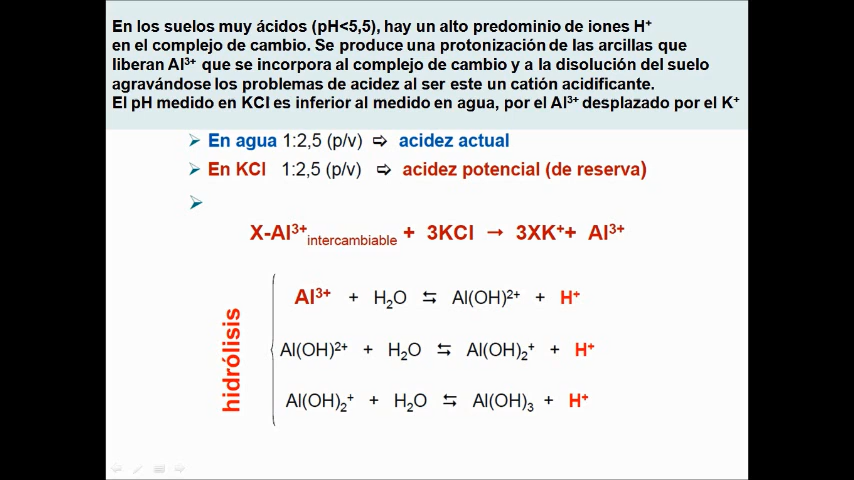 En los suelos muy ácidos (pH<5,5), hay un alto predominio de iones H⁺
en el complejo de cambio. Se produce una protonización de las arcillas que
liberan Al³⁺ que se incorpora al complejo de cambio y a la disolución del suelo
agravándose los problemas de acidez al ser este un catión acidificante.
El pH medido en KCl es inferior al medido en agua, por el Al³⁺ desplazado por el K⁺
➢ En agua 1:2,5 (p/v) ⇨ acidez actual
➢ En KCl 1:2,5 (p/v) ⇨ acidez potencial (de reserva)
➢
X-Al³⁺intercambiable + 3KCl → 3XK⁺+ Al³⁺
hidrólisis
Al³⁺ + H₂O ⇆ Al(OH)²⁺ + H⁺
Al(OH)²⁺ + H₂O ⇆ Al(OH)₂⁺ + H⁺
Al(OH)₂⁺ + H₂O ⇆ Al(OH)₃ + H⁺